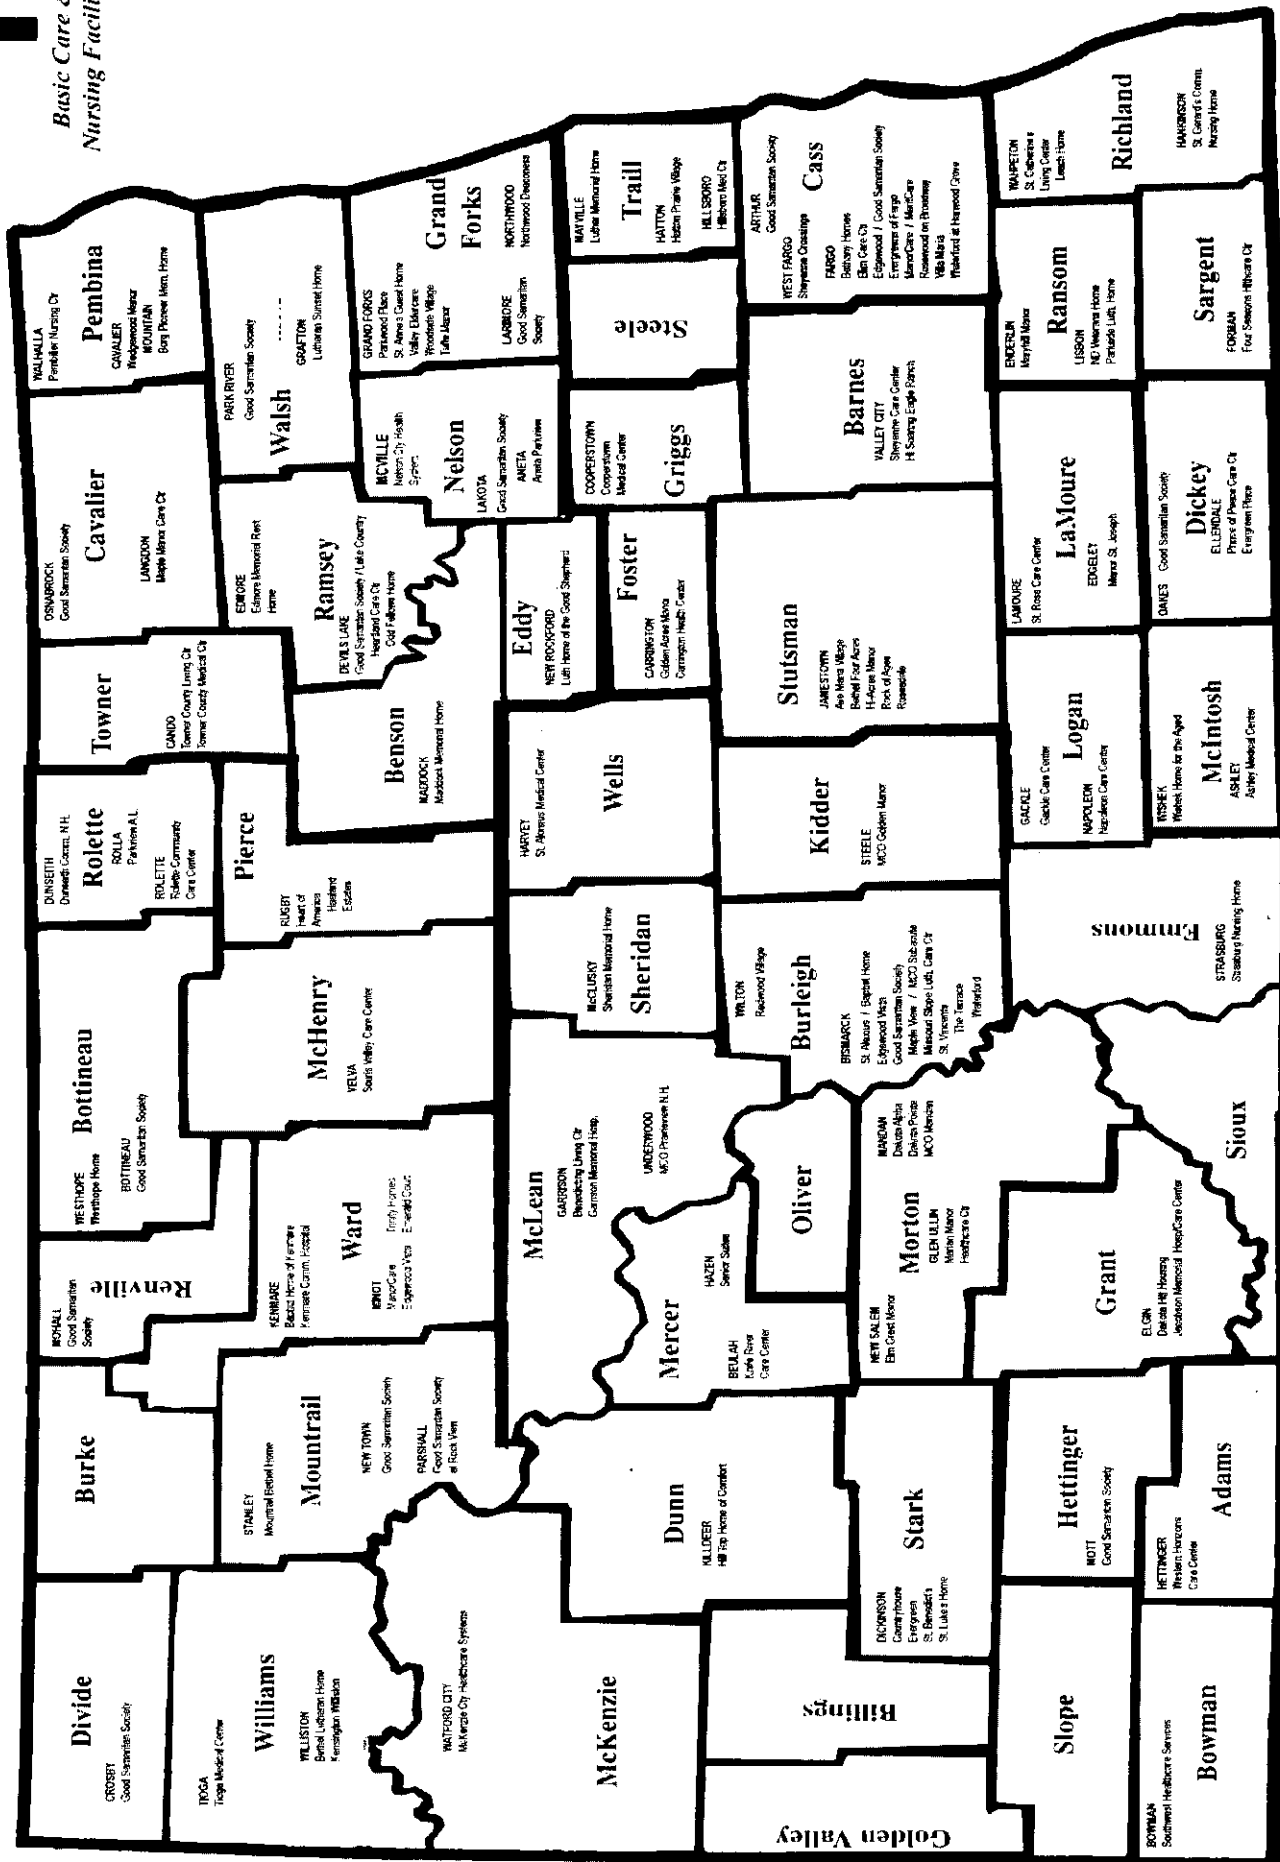 Basic Care &
Nursing Facili
Divide
CROSBY
Good Samaritan Society
Burke
Renville
MOHALL
Good Samaritan
Society
Bottineau
WESTHOPE
Westhope Home
BOTTINEAU
Good Samaritan Society
Rolette
DUNSEITH
Dunseith Comm. N.H.
ROLLA
Parkview A.L.
ROLETTE
Rolette Community
Care Center
Towner
CANDO
Towner County Living Ctr
Towner County Medical Ctr
Cavalier
OSNABROCK
Good Samaritan Society
LANGDON
Maple Manor Care Ctr
Pembina
WALHALLA
Pembilier Nursing Ctr
CAVALIER
Wedgewood Manor
MOUNTAIN
Borg Pioneer Mem. Home
Williams
TIOGA
Tioga Medical Center
WILLISTON
Bethel Lutheran Home
Kensington Williston
Mountrail
STANLEY
Mountrail Bethel Home
NEW TOWN
Good Samaritan Society
PARSHALL
Good Samaritan Society
at Rock View
Ward
KENMARE
Baptist Home of Kenmare
Kenmare Comm. Hospital
MINOT
ManorCare Trinity Homes
Edgewood Vista Emerald Court
McHenry
VELVA
Souris Valley Care Center
Pierce
RUGBY
Heart of
America
Haaland
Estates
Benson
MADDOCK
Maddock Memorial Home
Ramsey
EDMORE
Edmore Memorial Rest
Home
DEVILS LAKE
Good Samaritan Society / Lake Country
Heartland Care Ctr
Odd Fellows Home
Walsh
PARK RIVER
Good Samaritan Society
GRAFTON
Lutheran Sunset Home
Nelson
MCVILLE
Nelson Cty Health
System
LAKOTA
Good Samaritan Society
ANETA
Aneta Parkview
Grand
Forks
GRAND FORKS
Parkwood Place
St. Anne's Guest Home
Valley Eldercare
Woodside Village
Tufte Manor
LARIMORE
Good Samaritan
Society
NORTHWOOD
Northwood Deaconess
McKenzie
WATFORD CITY
McKenzie Cty Healthcare Systems
Dunn
KILLDEER
Hill Top Home of Comfort
McLean
GARRISON
Benedictine Living Ctr
Garrison Memorial Hosp.
UNDERWOOD
MCO Prairieview N.H.
Mercer
HAZEN
Senior Suites
BEULAH
Knife River
Care Center
Oliver
Sheridan
McCLUSKY
Sheridan Memorial Home
Wells
HARVEY
St. Aloisius Medical Center
Eddy
NEW ROCKFORD
Luth Home of the Good Shepherd
Foster
CARRINGTON
Golden Acres Manor
Carrington Health Center
Griggs
COOPERSTOWN
Cooperstown
Medical Center
Steele
Traill
MAYVILLE
Luther Memorial Home
HATTON
Hatton Prairie Village
HILLSBORO
Hillsboro Med Ctr
Golden Valley
Billings
Stark
DICKINSON
Countryhouse
Evergreen
St. Benedict's
St. Luke's Home
Morton
NEW SALEM
Elm Crest Manor
GLEN ULLIN
Marian Manor
Healthcare Ctr
MANDAN
Dakota Alpha
Dakota Pointe
MCO Mandan
Burleigh
WILTON
Redwood Village
BISMARCK
St. Alexius / Baptist Home
Edgewood Vista
Good Samaritan Society
Maple View / MCO Subacute
Missouri Slope Luth. Care Ctr
St. Vincents
The Terrace
Waterford
Kidder
STEELE
MCO Golden Manor
Stutsman
JAMESTOWN
Ave Maria Village
Bethel Four Acres
Hi-Acres Manor
Rock of Ages
Roseadele
Barnes
VALLEY CITY
Sheyenne Care Center
Hi Soaring Eagle Ranch
Cass
ARTHUR
Good Samaritan Society
WEST FARGO
Sheyenne Crossings
FARGO
Bethany Homes
Elim Care Ctr
Edgewood / Good Samaritan Society
Evergreens of Fargo
ManorCare / MeritCare
Rosewood on Broadway
Villa Maria
Waterford at Harwood Grove
Slope
Bowman
BOWMAN
Southwest Healthcare Services
Hettinger
MOTT
Good Samaritan Society
Adams
HETTINGER
Western Horizons
Care Center
Grant
ELGIN
Dakota Hill Housing
Jacobson Memorial Hosp/Care Center
Sioux
Emmons
STRASBURG
Strasburg Nursing Home
Logan
GACKLE
Gackle Care Center
NAPOLEON
Napoleon Care Center
McIntosh
WISHEK
Wishek Home for the Aged
ASHLEY
Ashley Medical Center
LaMoure
LAMOURE
St. Rose Care Center
EDGELEY
Manor St. Joseph
Dickey
OAKES Good Samaritan Society
ELLENDALE
Prince of Peace Care Ctr
Evergreen Place
Ransom
ENDERLIN
Maryhill Manor
LISBON
ND Veterans Home
Parkside Luth. Home
Sargent
FORMAN
Four Seasons Hlthcare Ctr
Richland
WAHPETON
St. Catherine's
Living Center
Leach Home
HANKINSON
St. Gerard's Comm.
Nursing Home